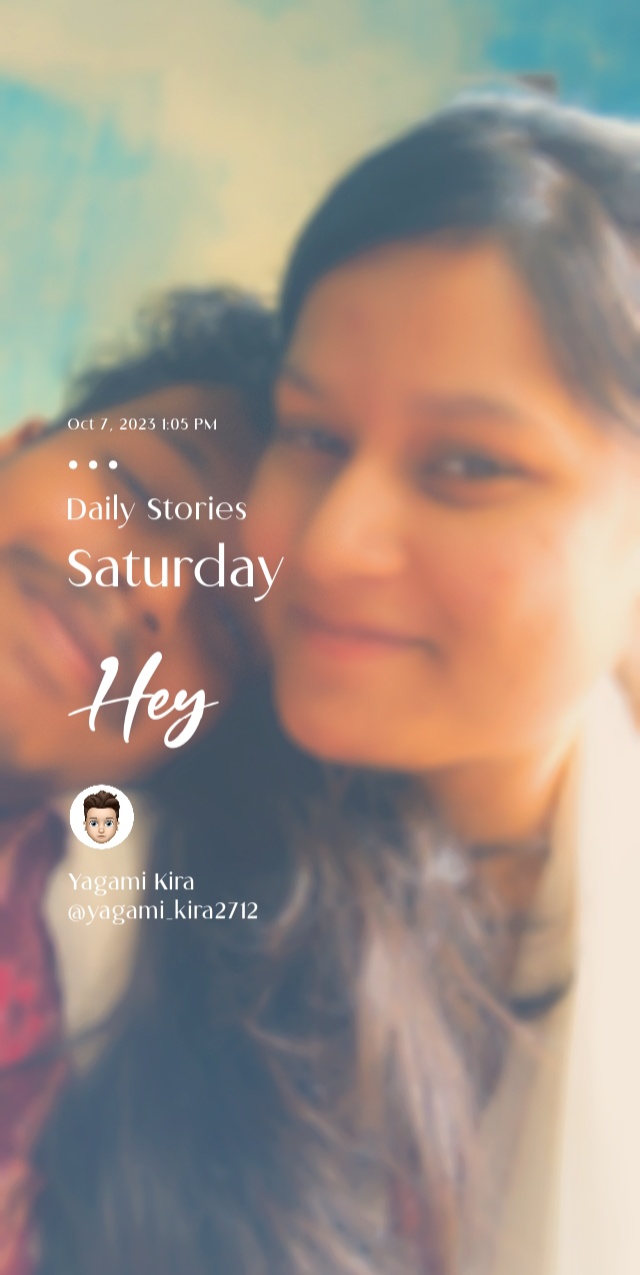 Oct 7, 2023 1:05 PM
Daily Stories
Saturday
Hey
Yagami Kira
@yagami_kira2712